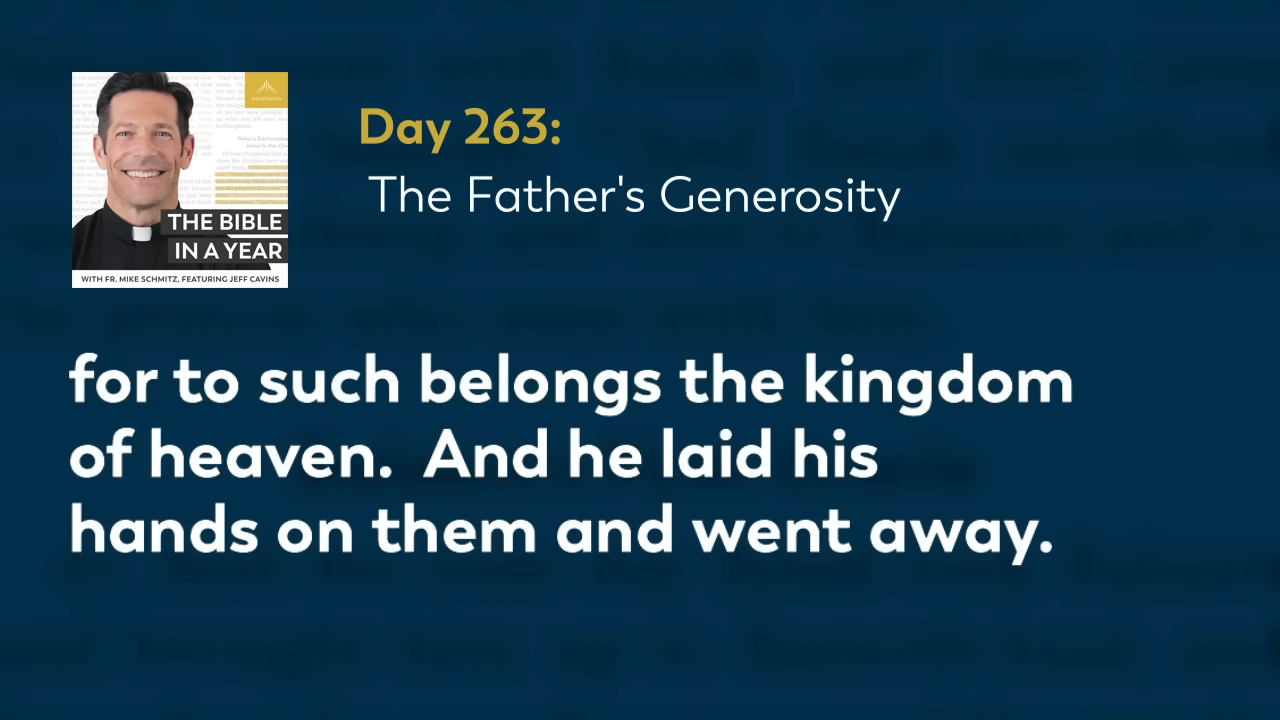 ASCENSION
THE BIBLE
IN A YEAR
WITH FR. MIKE SCHMITZ, FEATURING JEFF CAVINS
Day 263:
The Father's Generosity
for to such belongs the kingdom
of heaven.  And he laid his
hands on them and went away.